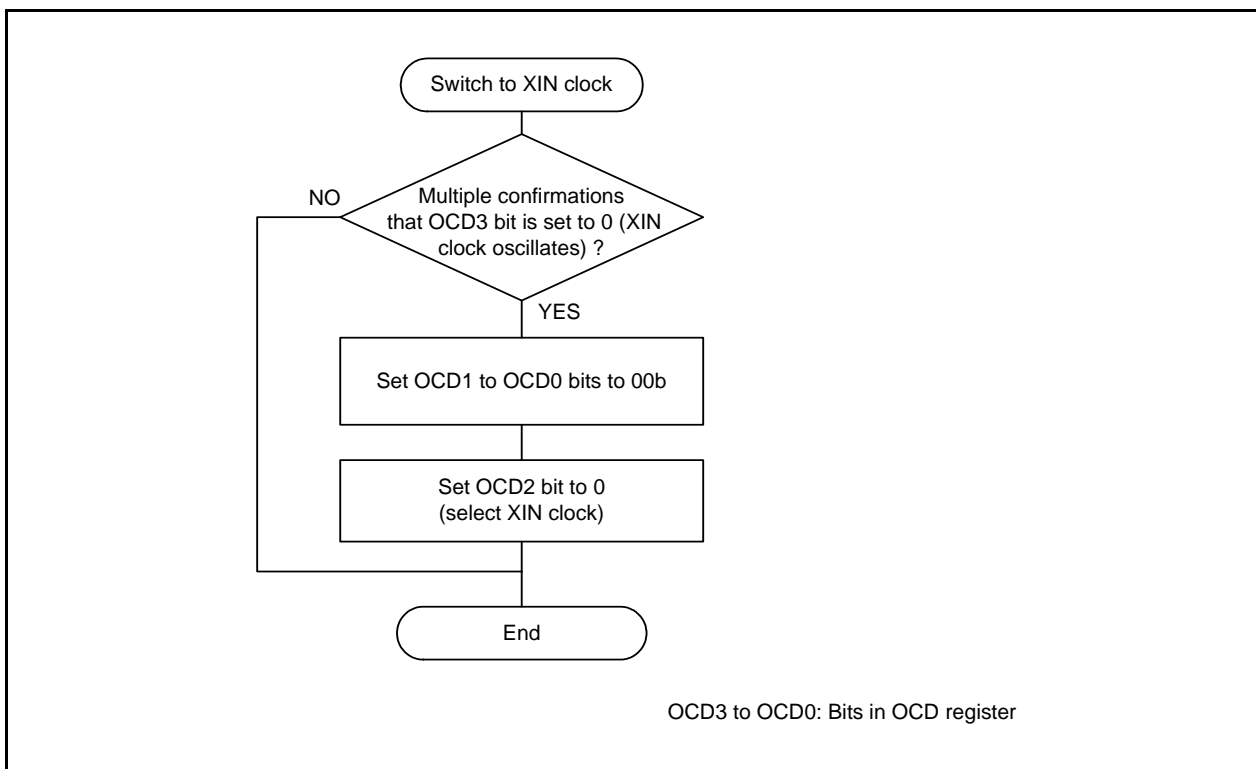 Switch to XIN clock
NO
Multiple confirmations
that OCD3 bit is set to 0 (XIN
clock oscillates) ?
YES
Set OCD1 to OCD0 bits to 00b
Set OCD2 bit to 0
(select XIN clock)
End
OCD3 to OCD0: Bits in OCD register